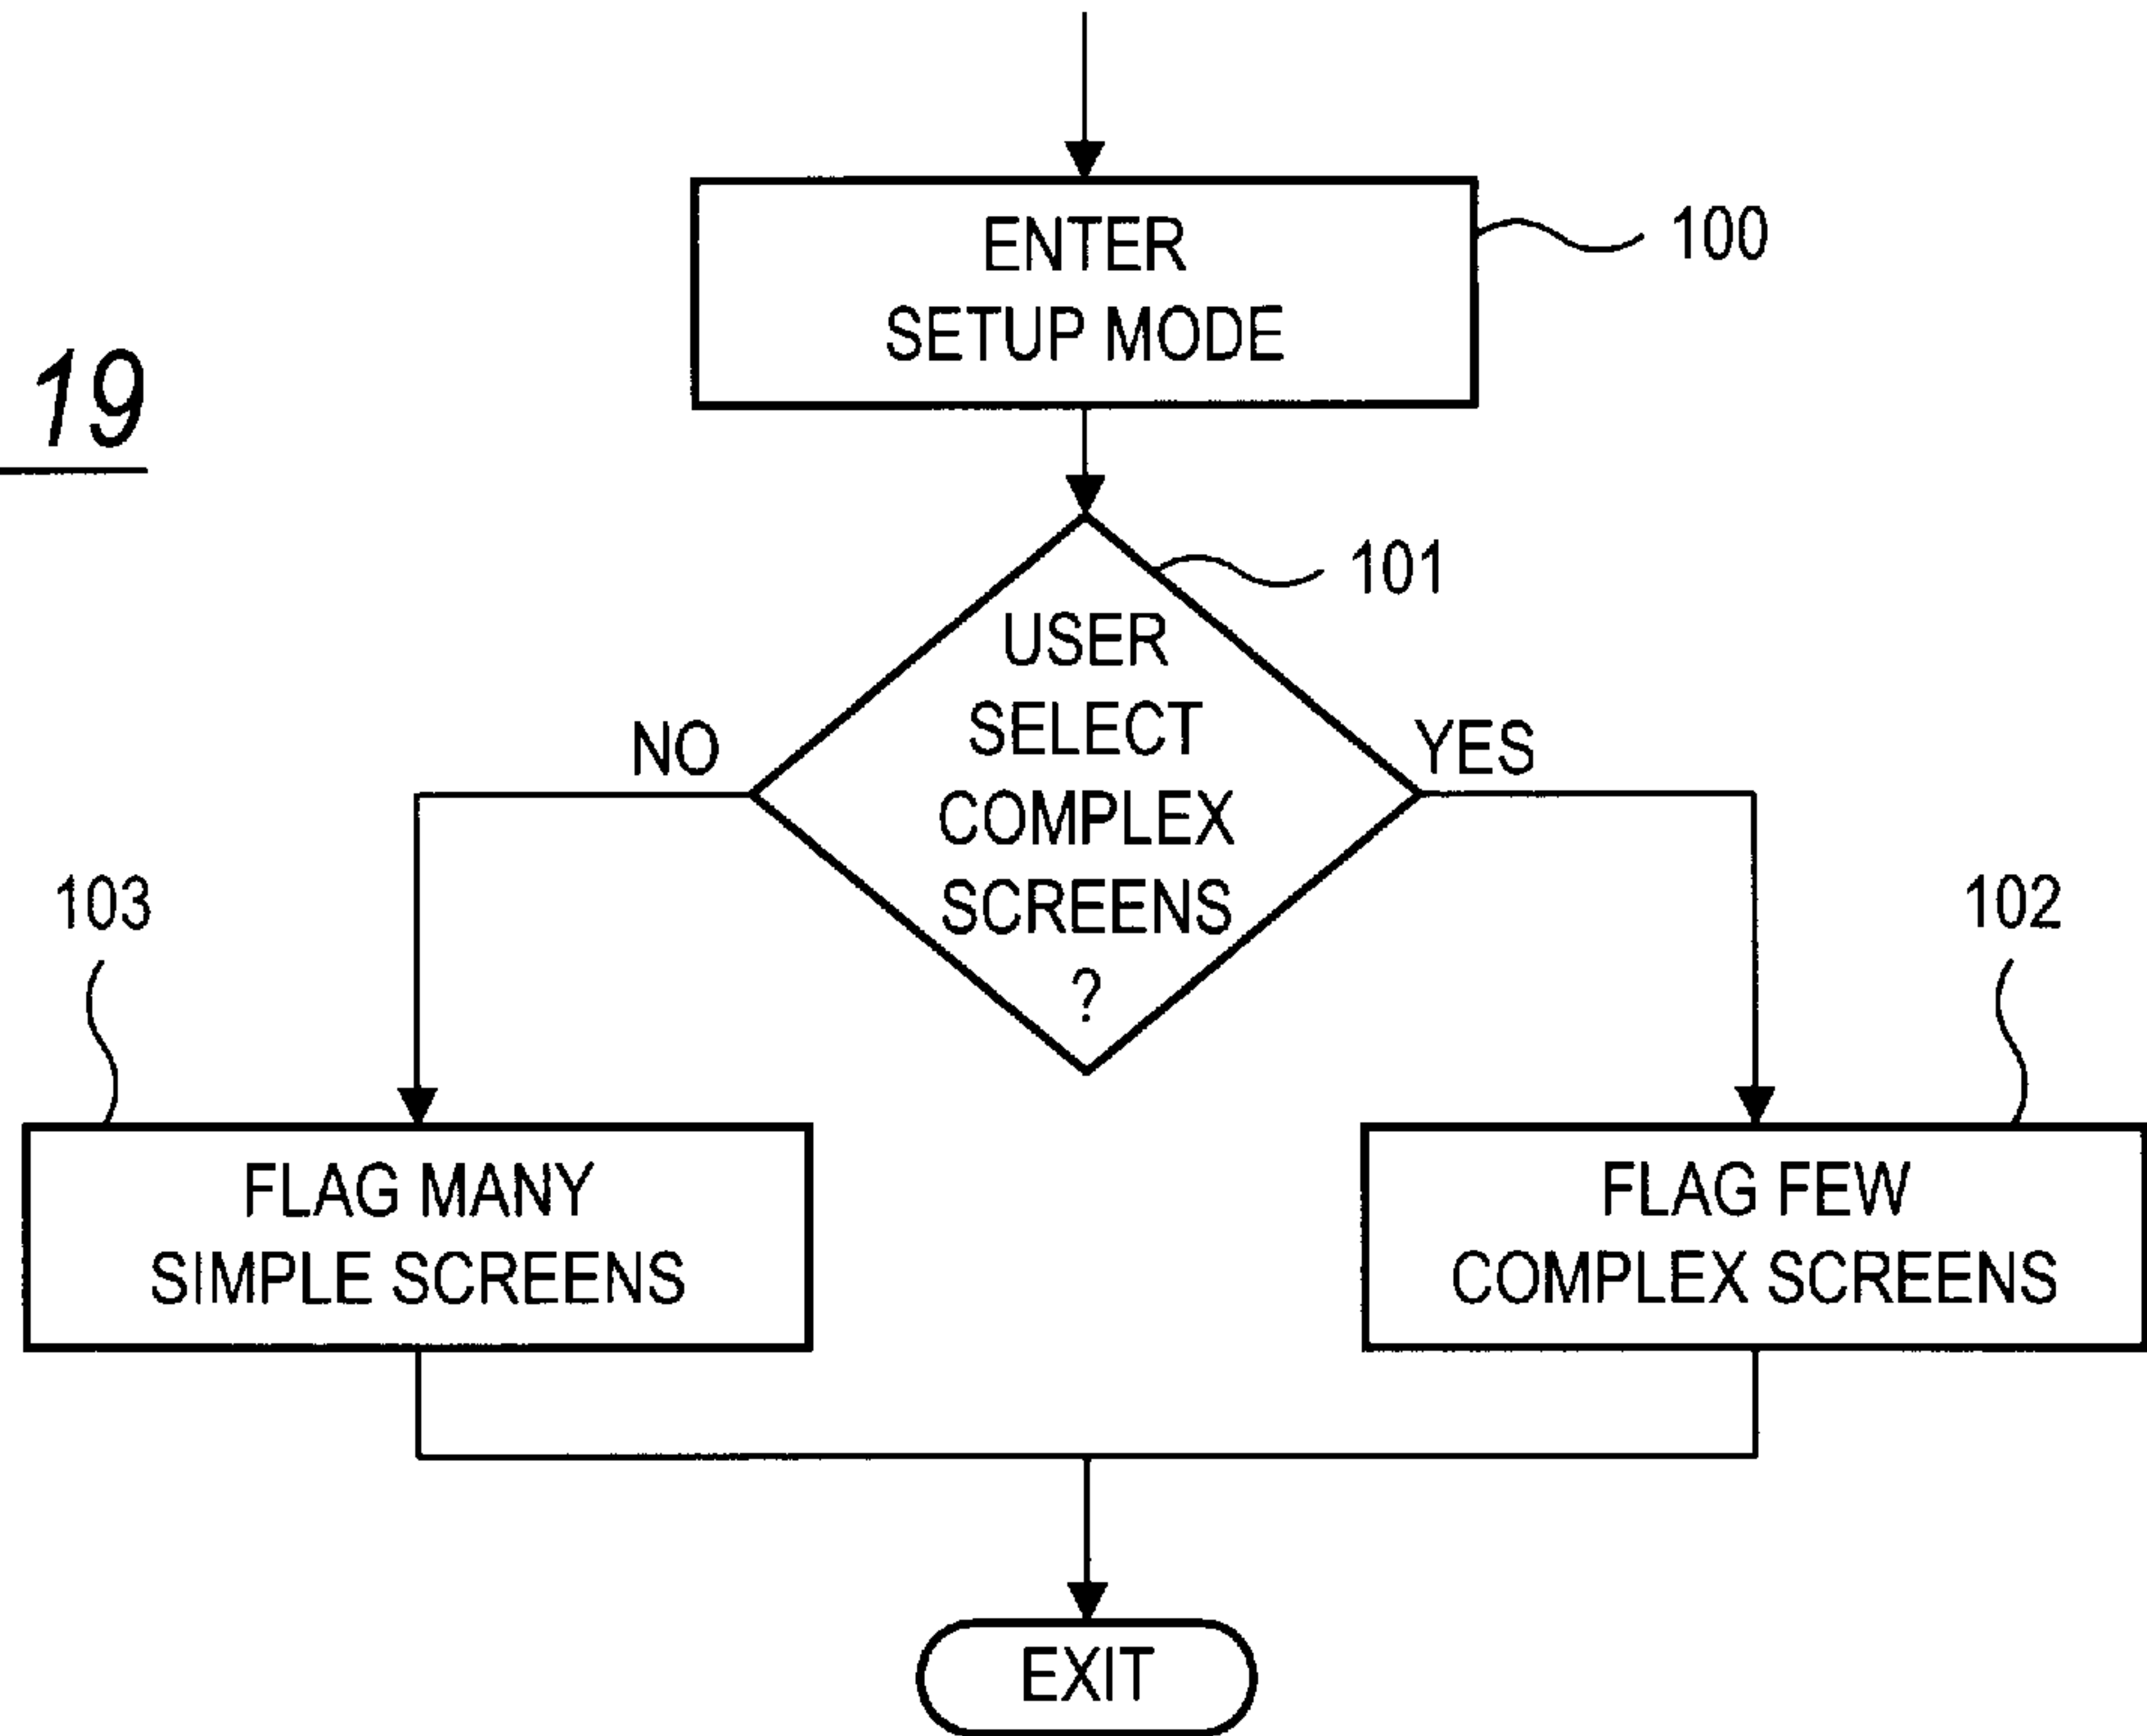 ENTER
SETUP MODE
100
19
101
USER
SELECT
COMPLEX
SCREENS
?
NO
YES
103
102
FLAG MANY
SIMPLE SCREENS
FLAG FEW
COMPLEX SCREENS
EXIT